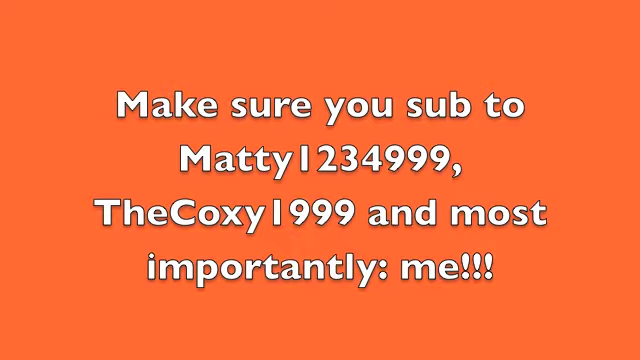 Make sure you sub to
Matty1234999,
TheCoxy1999 and most
importantly: me!!!